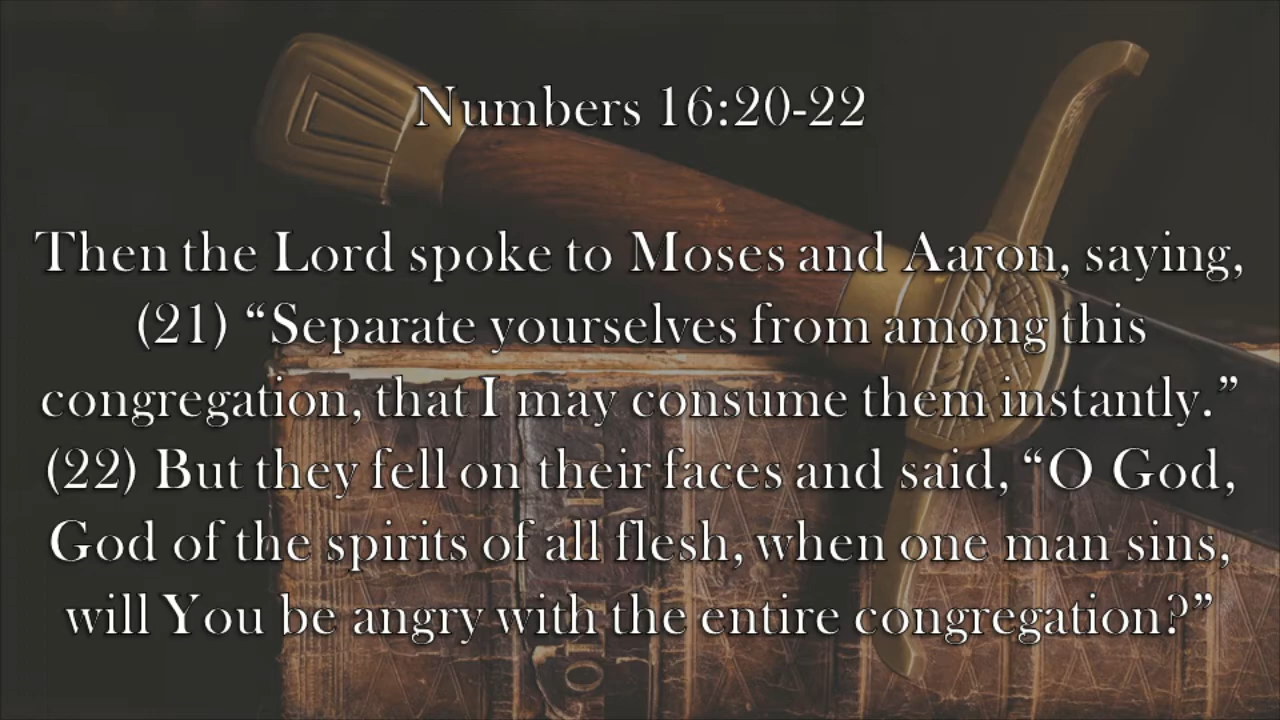 Numbers 16:20-22
Then the Lord spoke to Moses and Aaron, saying,
(21) “Separate yourselves from among this
congregation, that I may consume them instantly.”
(22) But they fell on their faces and said, “O God,
God of the spirits of all flesh, when one man sins,
will You be angry with the entire congregation?”